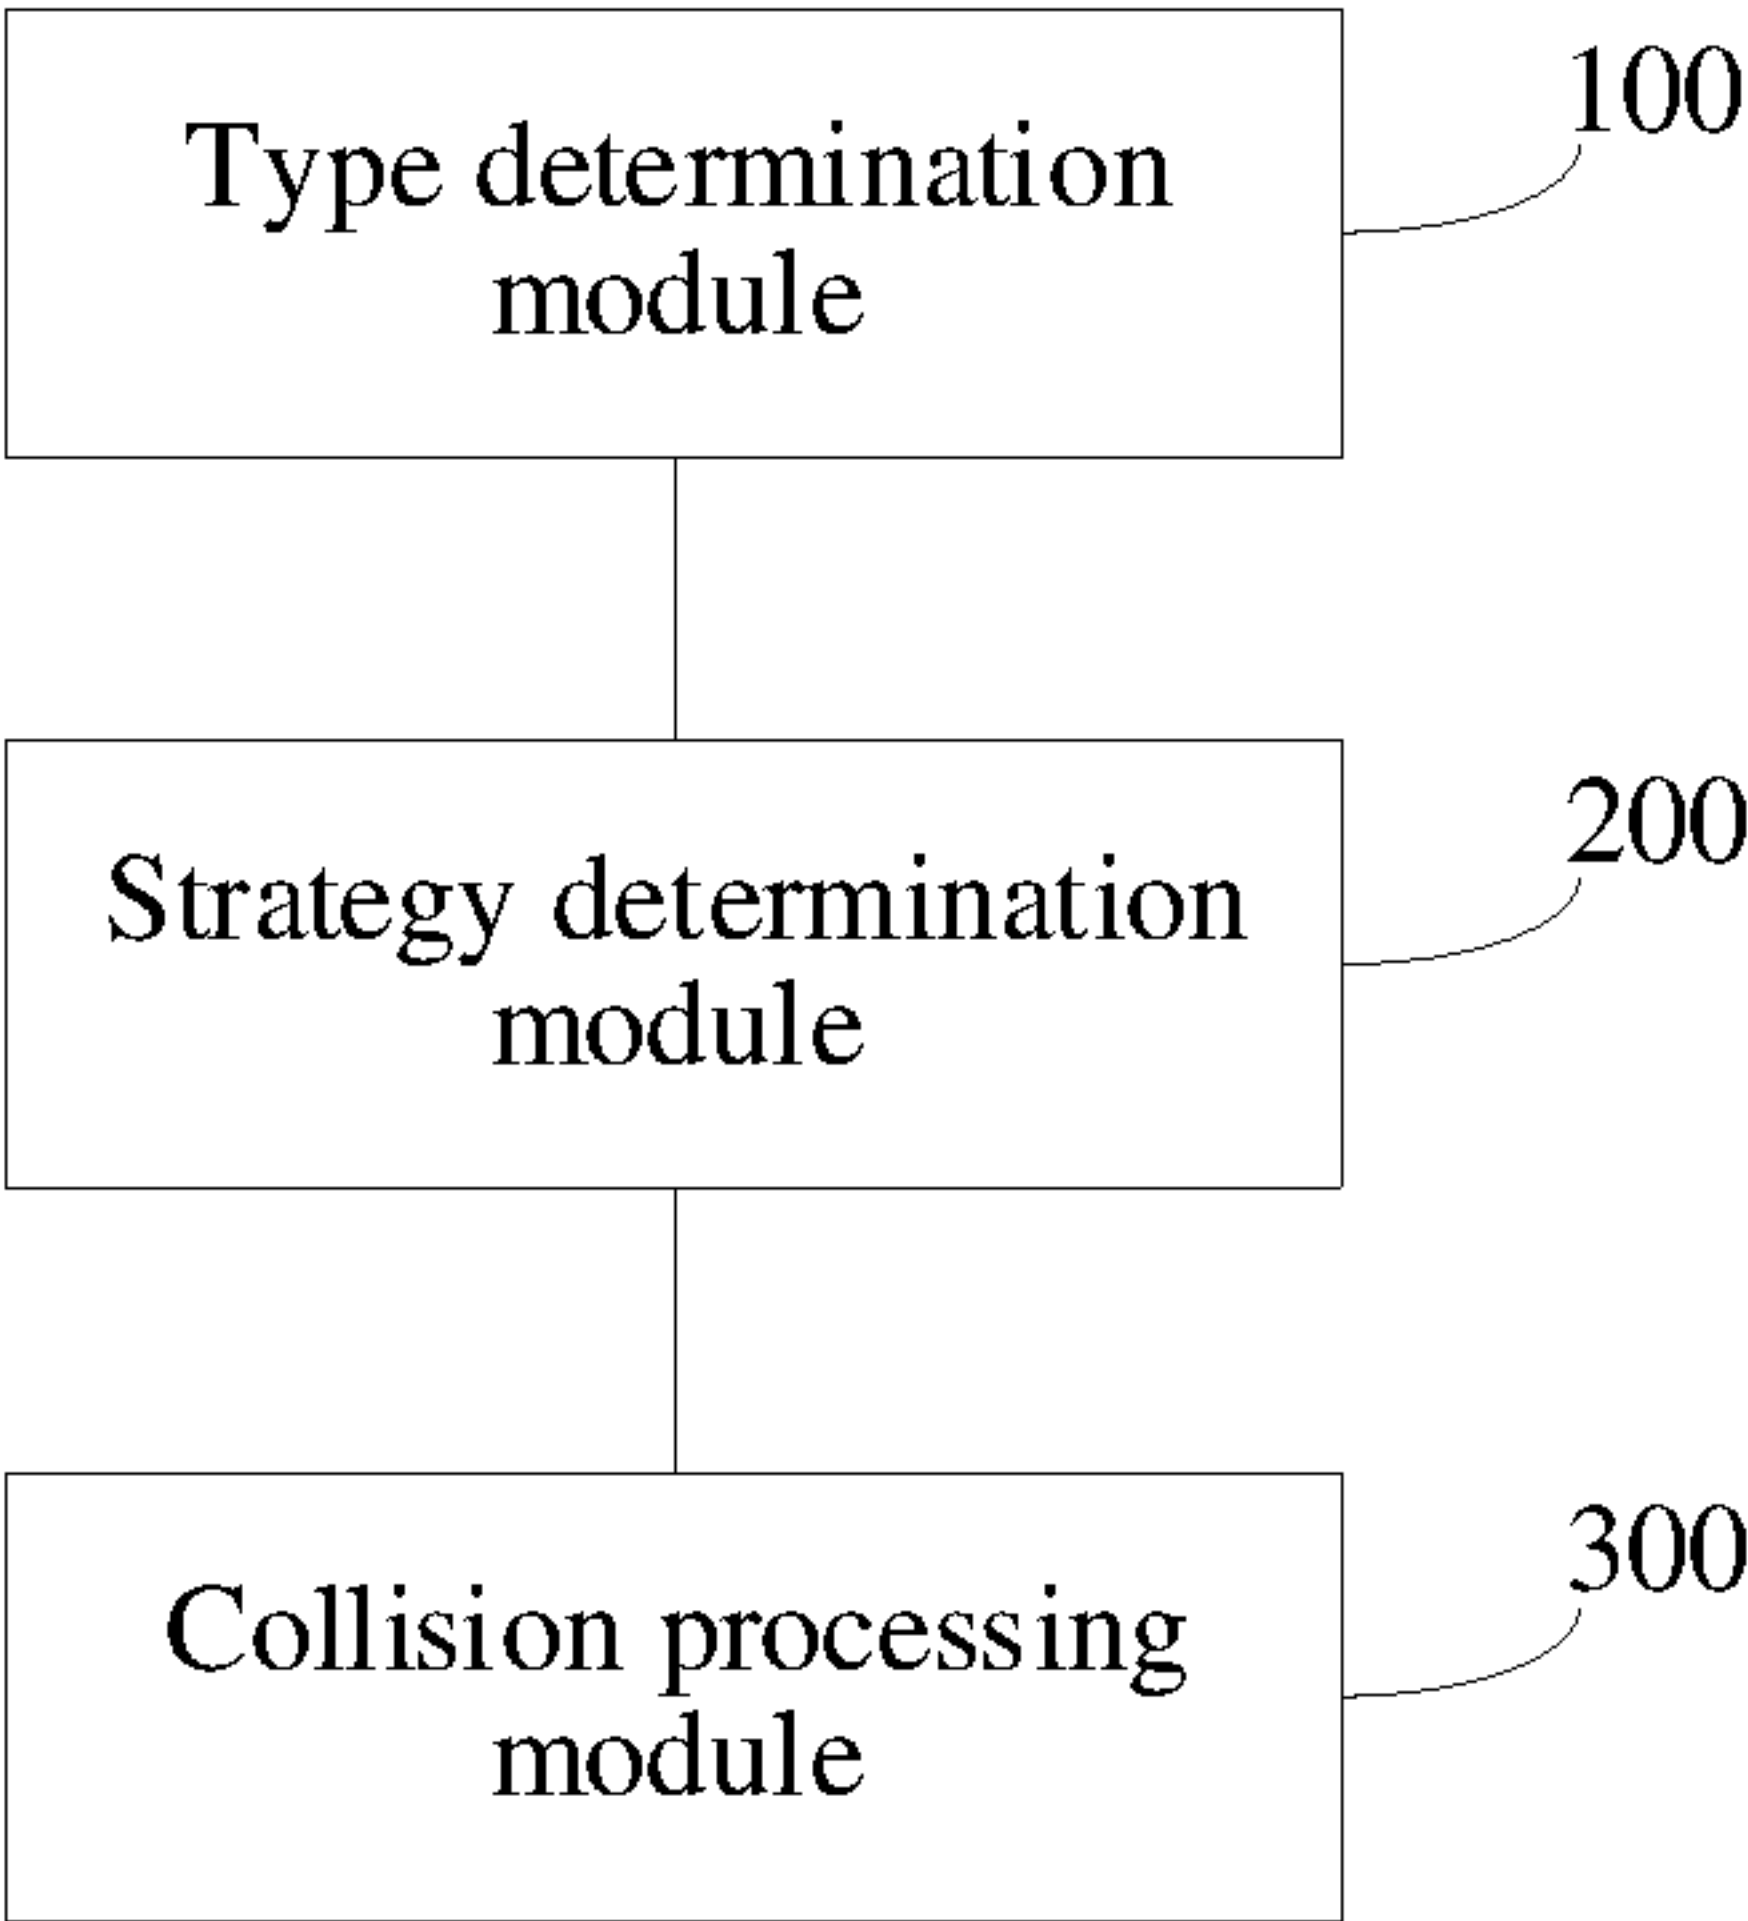 100
Type determination
module
200
Strategy determination
module
300
Collision processing
module